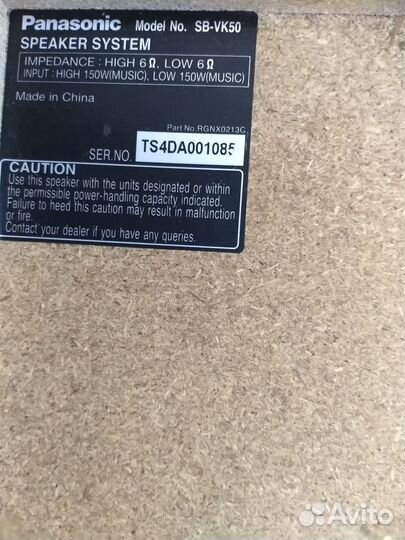 Panasonic Model No. SB-VK50
SPEAKER SYSTEM
IMPEDANCE : HIGH 6Ω, LOW 6Ω
INPUT : HIGH 150W(MUSIC), LOW 150W(MUSIC)
Made in China
Part No.RGNX0213C
SER.NO. TS4DA001085
CAUTION
Use this speaker with the units designated or within
the permissible power-handling capacity indicated.
Failure to heed this caution may result in malfunction
or fire.
Contact your dealer if you have any queries.
Avito